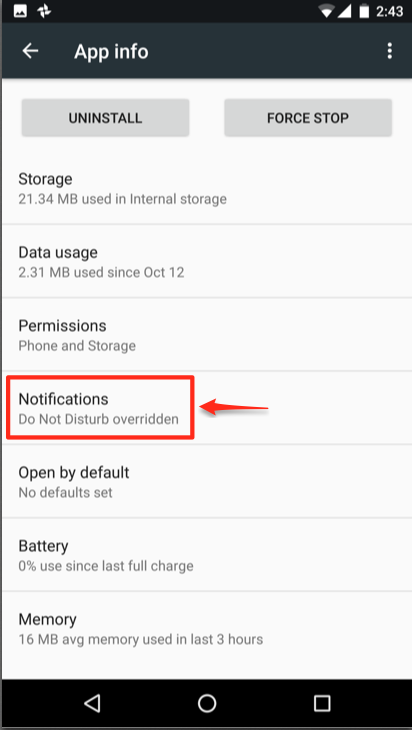 2:43
App info
UNINSTALL FORCE STOP
Storage
21.34 MB used in Internal storage
Data usage
2.31 MB used since Oct 12
Permissions
Phone and Storage
Notifications
Do Not Disturb overridden
Open by default
No defaults set
Battery
0% use since last full charge
Memory
16 MB avg memory used in last 3 hours